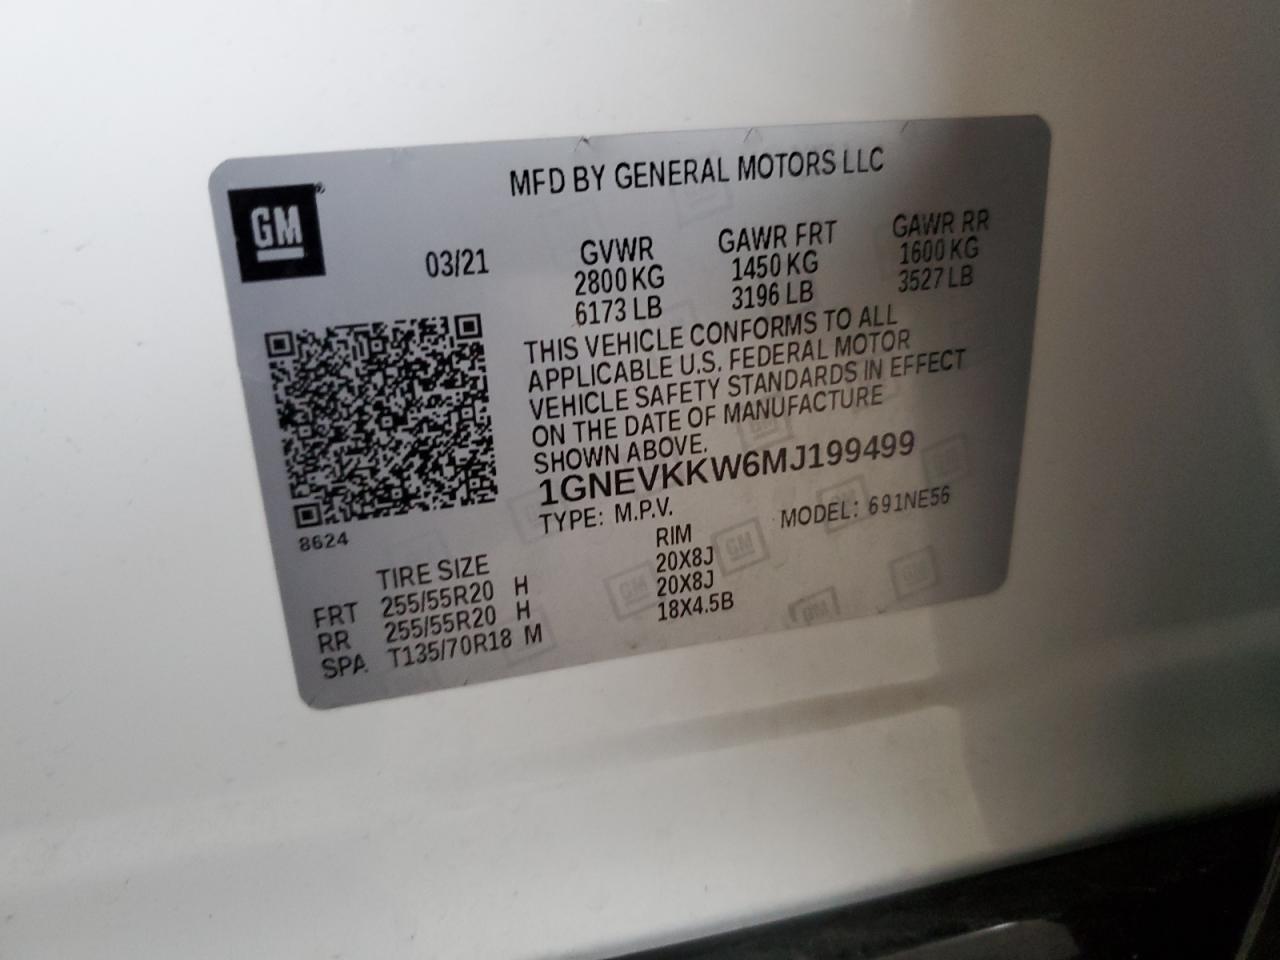 MFD BY GENERAL MOTORS LLC
GM®
03/21
GVWR
2800 KG
6173 LB
GAWR FRT
1450 KG
3196 LB
GAWR RR
1600 KG
3527 LB
THIS VEHICLE CONFORMS TO ALL
APPLICABLE U.S. FEDERAL MOTOR
VEHICLE SAFETY STANDARDS IN EFFECT
ON THE DATE OF MANUFACTURE
SHOWN ABOVE.
1GNEVKKW6MJ199499
TYPE: M.P.V. MODEL: 691NE56
8624
TIRE SIZE RIM
FRT 255/55R20 H 20X8J
RR 255/55R20 H 20X8J
SPA T135/70R18 M 18X4.5B